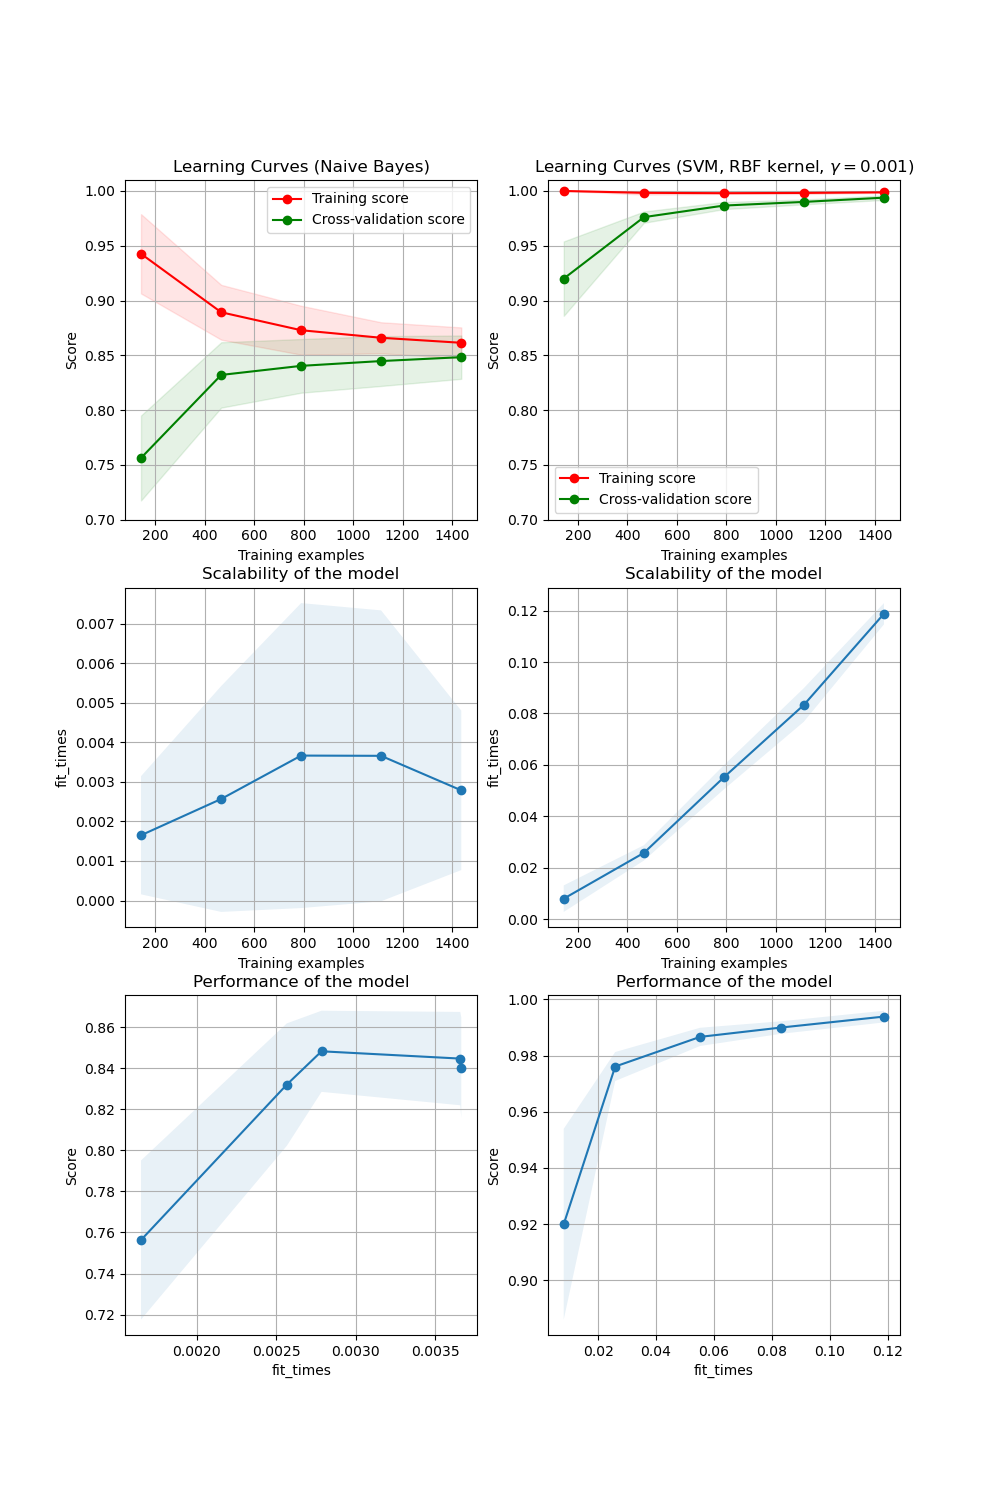 Learning Curves (Naive Bayes)
1.00
0.95
0.90
0.85
0.80
0.75
0.70
Score
Training score
Cross-validation score
200 400 600 800 1000 1200 1400
Training examples
Learning Curves (SVM, RBF kernel, γ = 0.001)
1.00
0.95
0.90
0.85
0.80
0.75
0.70
Score
Training score
Cross-validation score
200 400 600 800 1000 1200 1400
Training examples
Scalability of the model
0.007
0.006
0.005
0.004
0.003
0.002
0.001
0.000
fit_times
200 400 600 800 1000 1200 1400
Training examples
Scalability of the model
0.12
0.10
0.08
0.06
0.04
0.02
0.00
fit_times
200 400 600 800 1000 1200 1400
Training examples
Performance of the model
0.86
0.84
0.82
0.80
0.78
0.76
0.74
0.72
Score
0.0020 0.0025 0.0030 0.0035
fit_times
Performance of the model
1.00
0.98
0.96
0.94
0.92
0.90
Score
0.02 0.04 0.06 0.08 0.10 0.12
fit_times